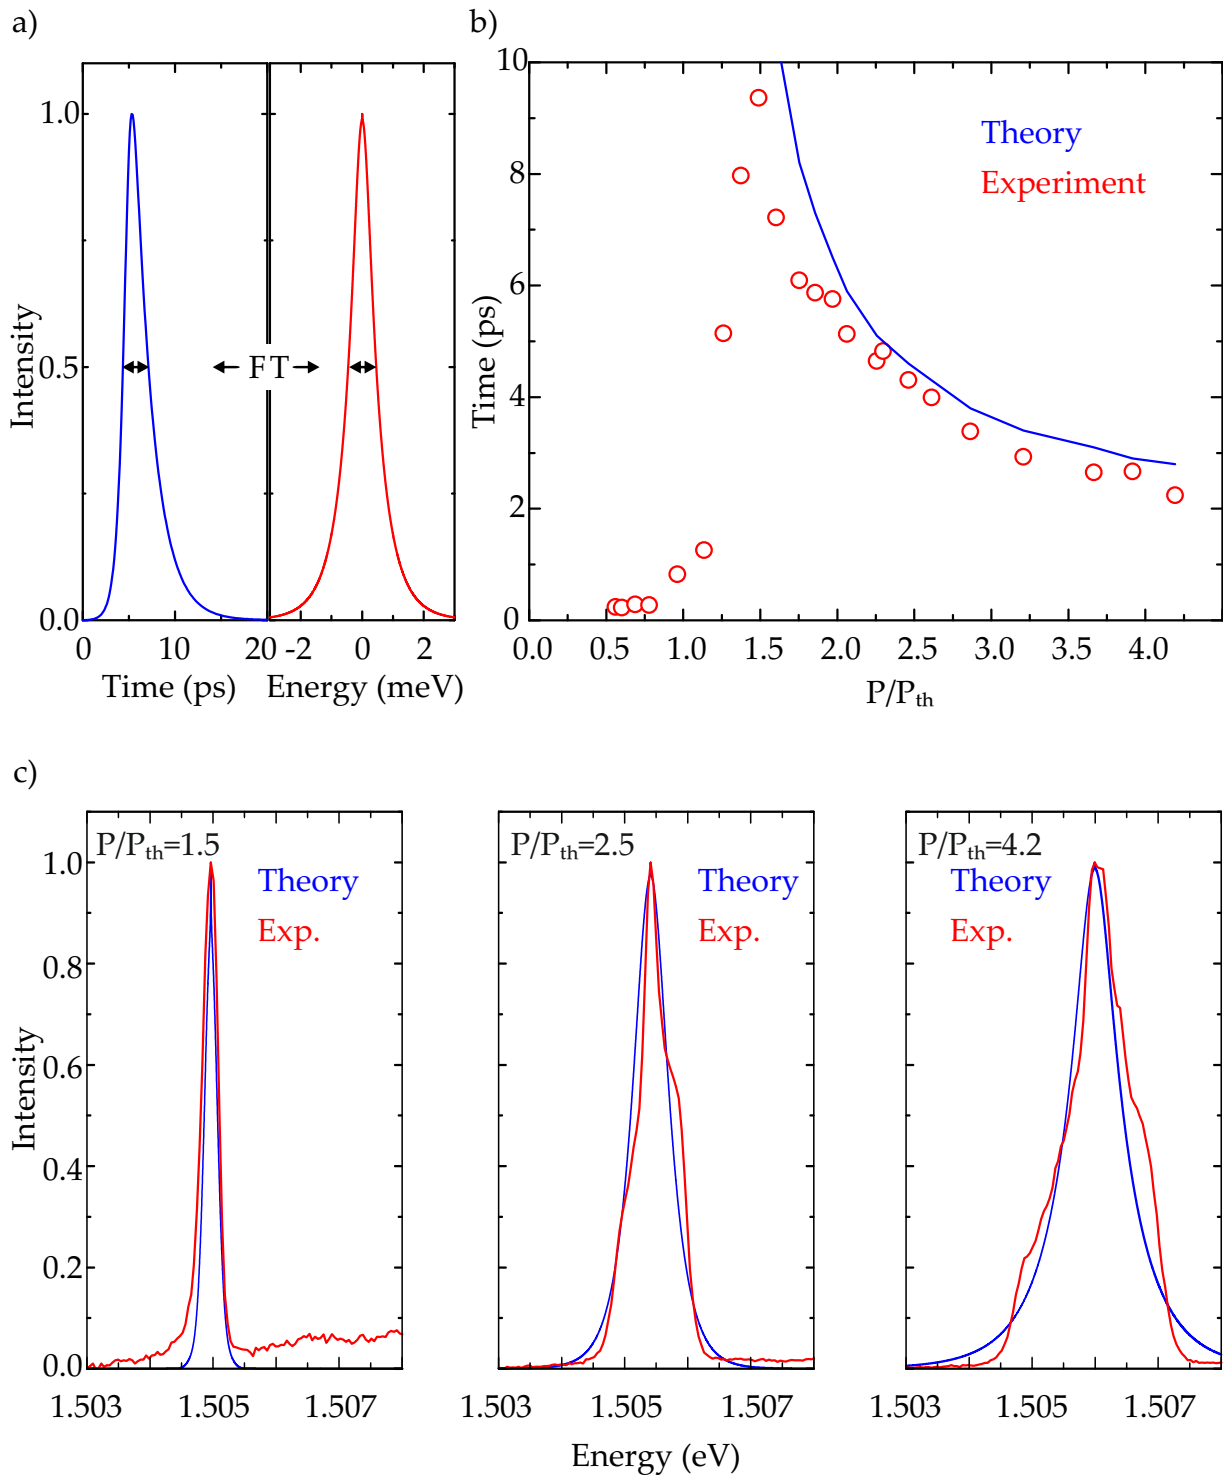 a)
Intensity
1.0
0.5
0.0
FT
0 10 20 -2 0 2
Time (ps) Energy (meV)
b)
Time (ps)
10
8
6
4
2
0
Theory
Experiment
0.0 0.5 1.0 1.5 2.0 2.5 3.0 3.5 4.0
P/Pth
c)
Intensity
1.0
0.8
0.6
0.4
0.2
0.0
P/Pth=1.5
Theory
Exp.
1.503 1.505 1.507
P/Pth=2.5
Theory
Exp.
1.503 1.505 1.507
P/Pth=4.2
Theory
Exp.
1.503 1.505 1.507
Energy (eV)